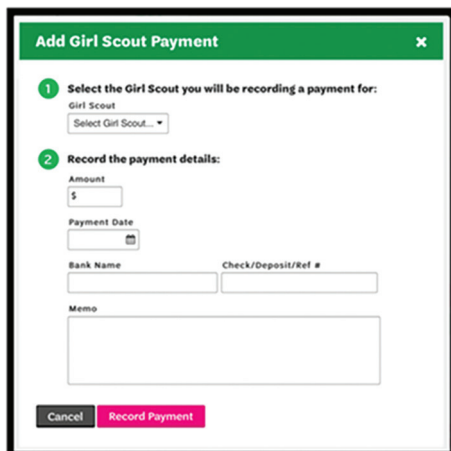 Add Girl Scout Payment ×
1 Select the Girl Scout you will be recording a payment for:
Girl Scout
Select Girl Scout...
2 Record the payment details:
Amount
$
Payment Date
Bank Name Check/Deposit/Ref #
Memo
Cancel Record Payment